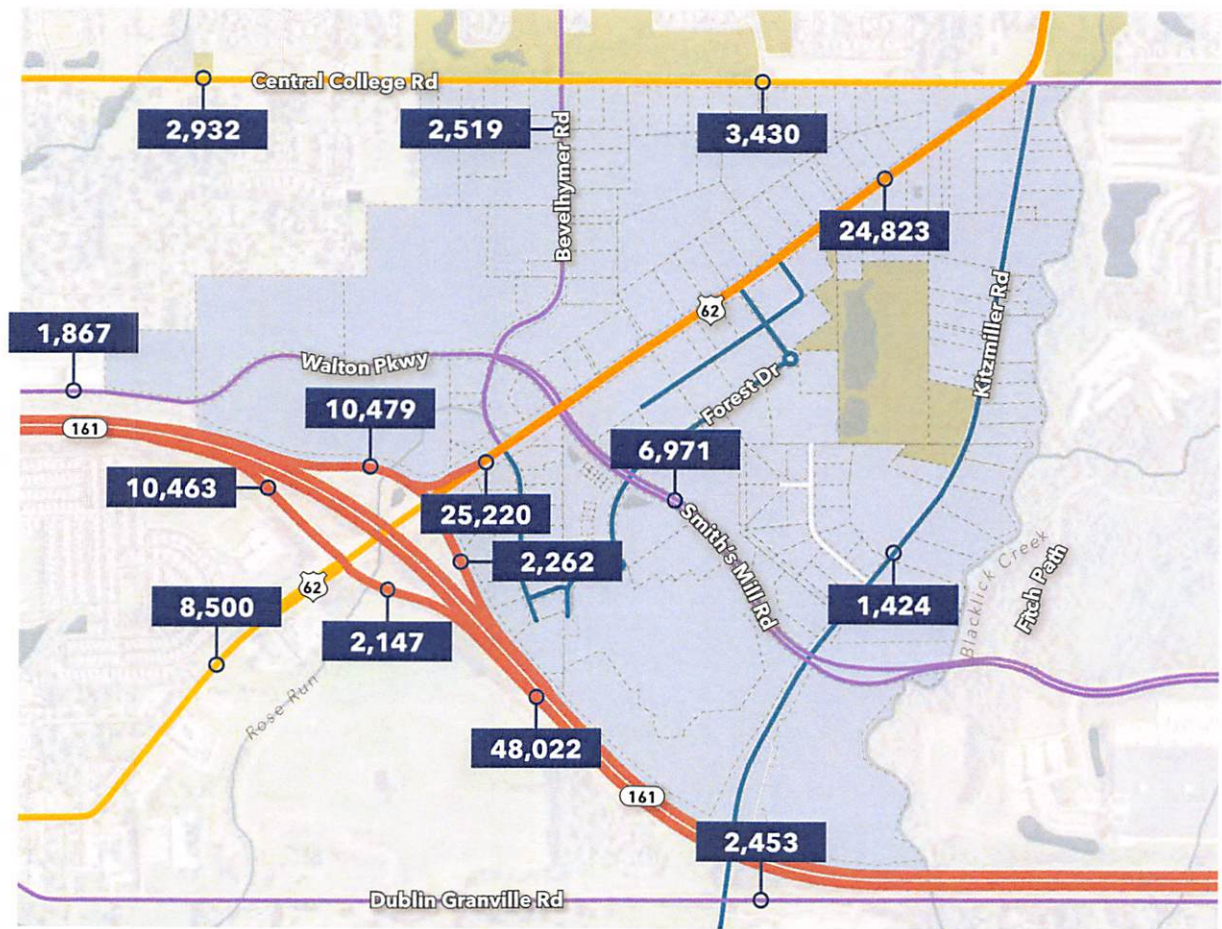 Central College Rd
2,932
2,519
3,430
Bevelhymer Rd
24,823
62
Kitzmiller Rd
1,867
Walton Pkwy
10,479
Forest Dr
161
6,971
10,463
25,220
Smith's Mill Rd
2,262
62
8,500
2,147
1,424
Blacklick Creek
Fitch Path
Rose Run
48,022
161
2,453
Dublin Granville Rd